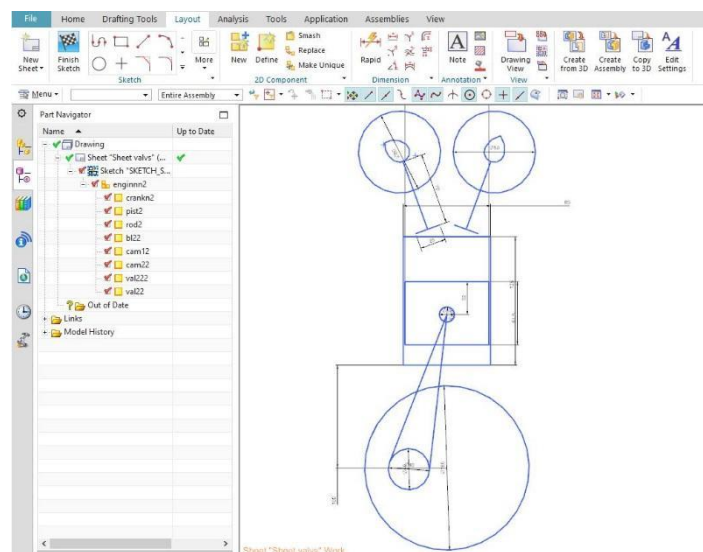 File Home Drafting Tools Layout Analysis Tools Application Assemblies View
New Sheet
Finish Sketch
More
Sketch
New
Define
Smash
Replace
Make Unique
2D Component
Rapid
Dimension
Note
Annotation
Drawing View
View
Create from 3D
Create Assembly
Copy to 3D
Edit Settings
Menu
Entire Assembly
Part Navigator
Name Up to Date
Drawing
Sheet "Sheet valvs" (...
Sketch "SKETCH_S...
enginnn2
crankn2
pist2
rod2
bl22
cam12
cam22
val222
val22
Out of Date
Links
Model History
Sheet "Sheet valvs" Work